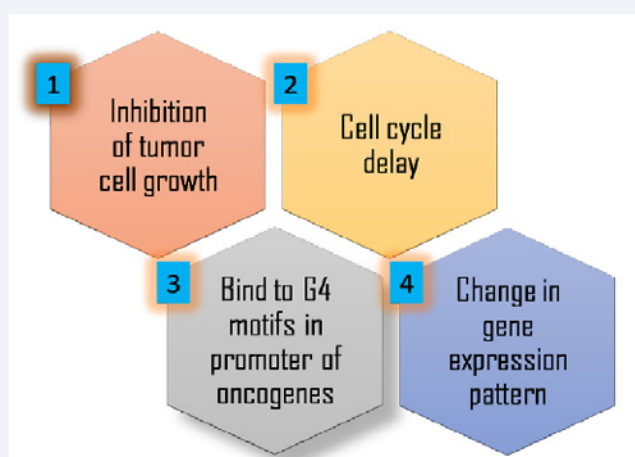 1
Inhibition
of tumor
cell growth
2
Cell cycle
delay
3
Bind to G4
motifs in
promoter of
oncogenes
4
Change in
gene
expression
pattern